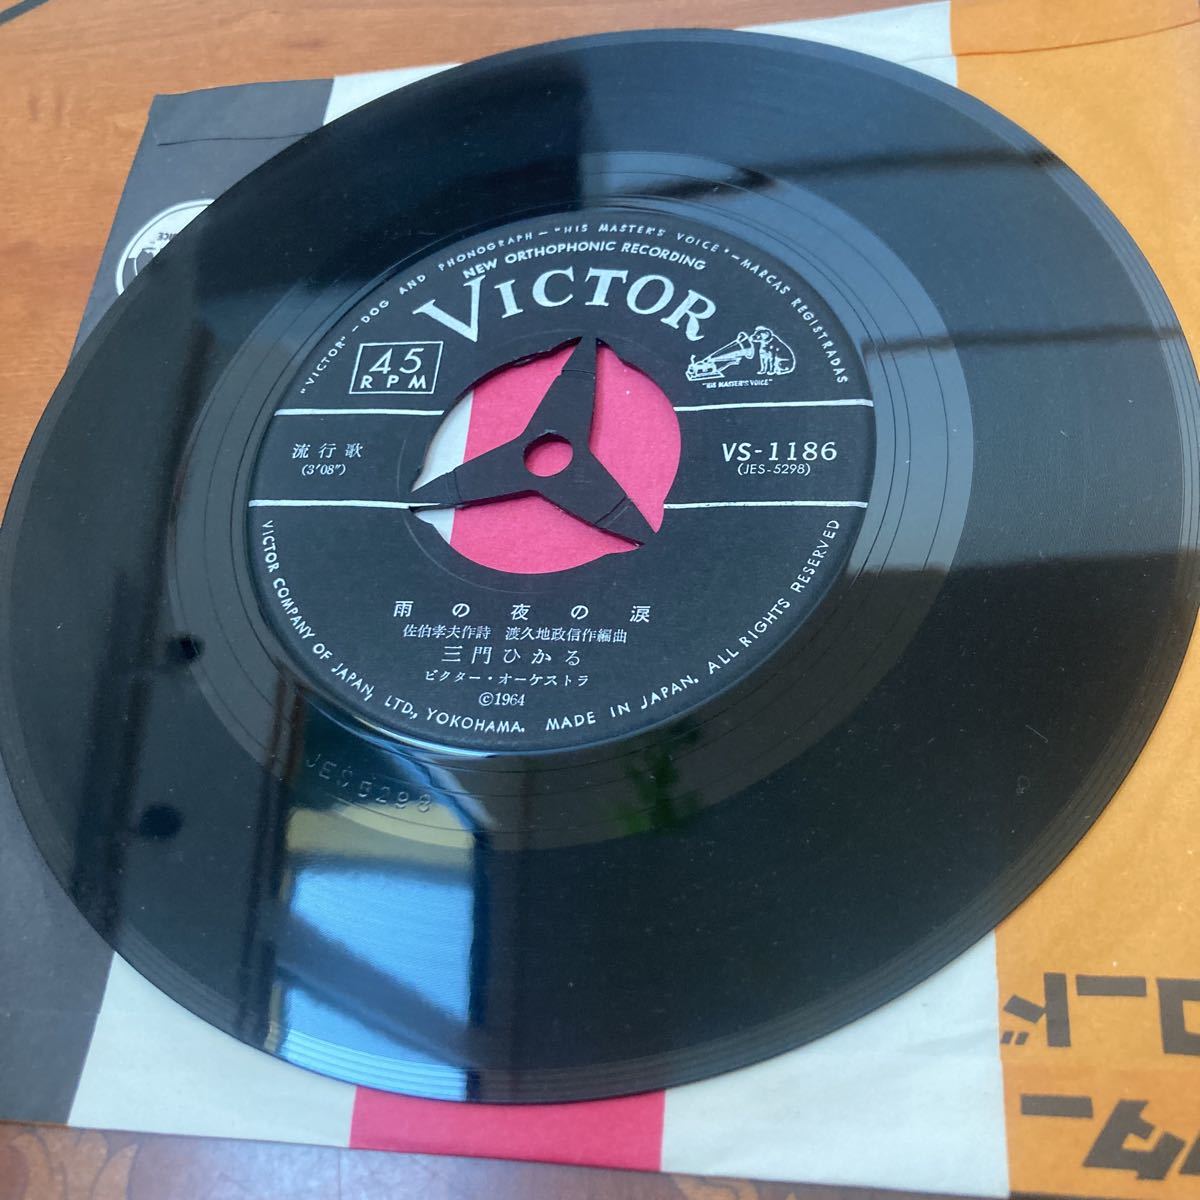 "VICTOR" - DOG AND PHONOGRAPH - "HIS MASTER'S VOICE" - MARCAS REGISTRADAS
NEW ORTHOPHONIC RECORDING
VICTOR
45
RPM
"HIS MASTER'S VOICE"
流行歌
(3'08")
VS-1186
(JES-5298)
雨の夜の涙
佐伯孝夫作詩 渡久地政信作編曲
三門ひかる
ビクター・オーケストラ
©1964
VICTOR COMPANY OF JAPAN, LTD., YOKOHAMA. MADE IN JAPAN. ALL RIGHTS RESERVED
JES5298